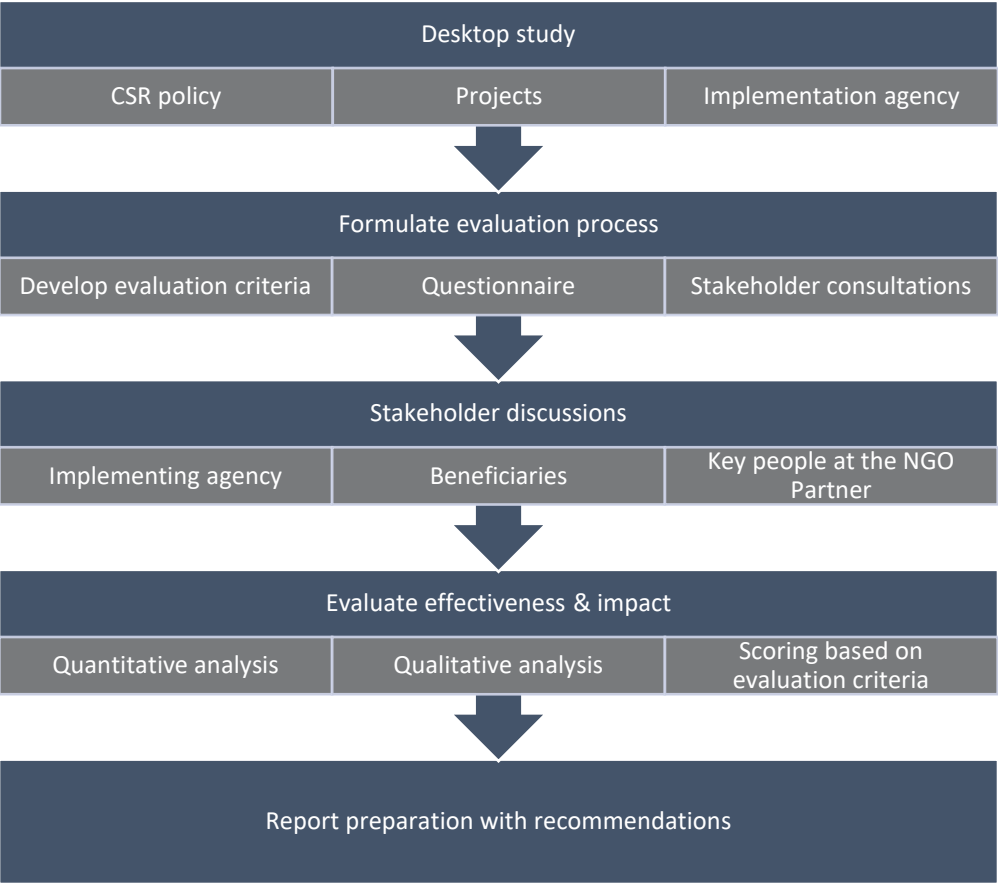 Desktop study
CSR policy
Projects
Implementation agency
Formulate evaluation process
Develop evaluation criteria
Questionnaire
Stakeholder consultations
Stakeholder discussions
Implementing agency
Beneficiaries
Key people at the NGO
Partner
Evaluate effectiveness & impact
Quantitative analysis
Qualitative analysis
Scoring based on
evaluation criteria
Report preparation with recommendations